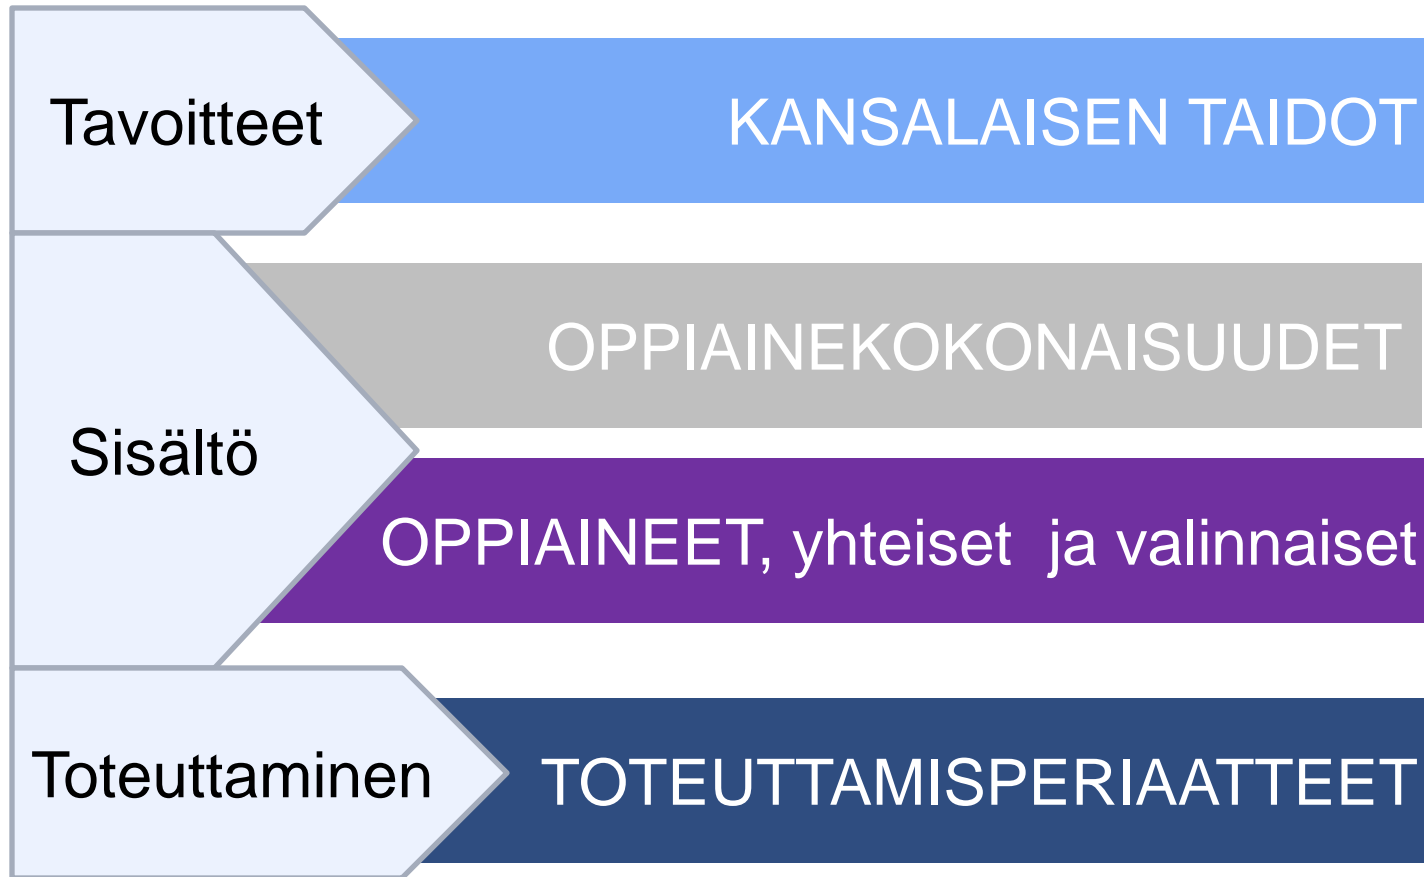 Tavoitteet
KANSALAISEN TAIDOT
OPPIAINEKOKONAISUUDET
Sisältö
OPPIAINEET, yhteiset ja valinnaiset
Toteuttaminen
TOTEUTTAMISPERIAATTEET